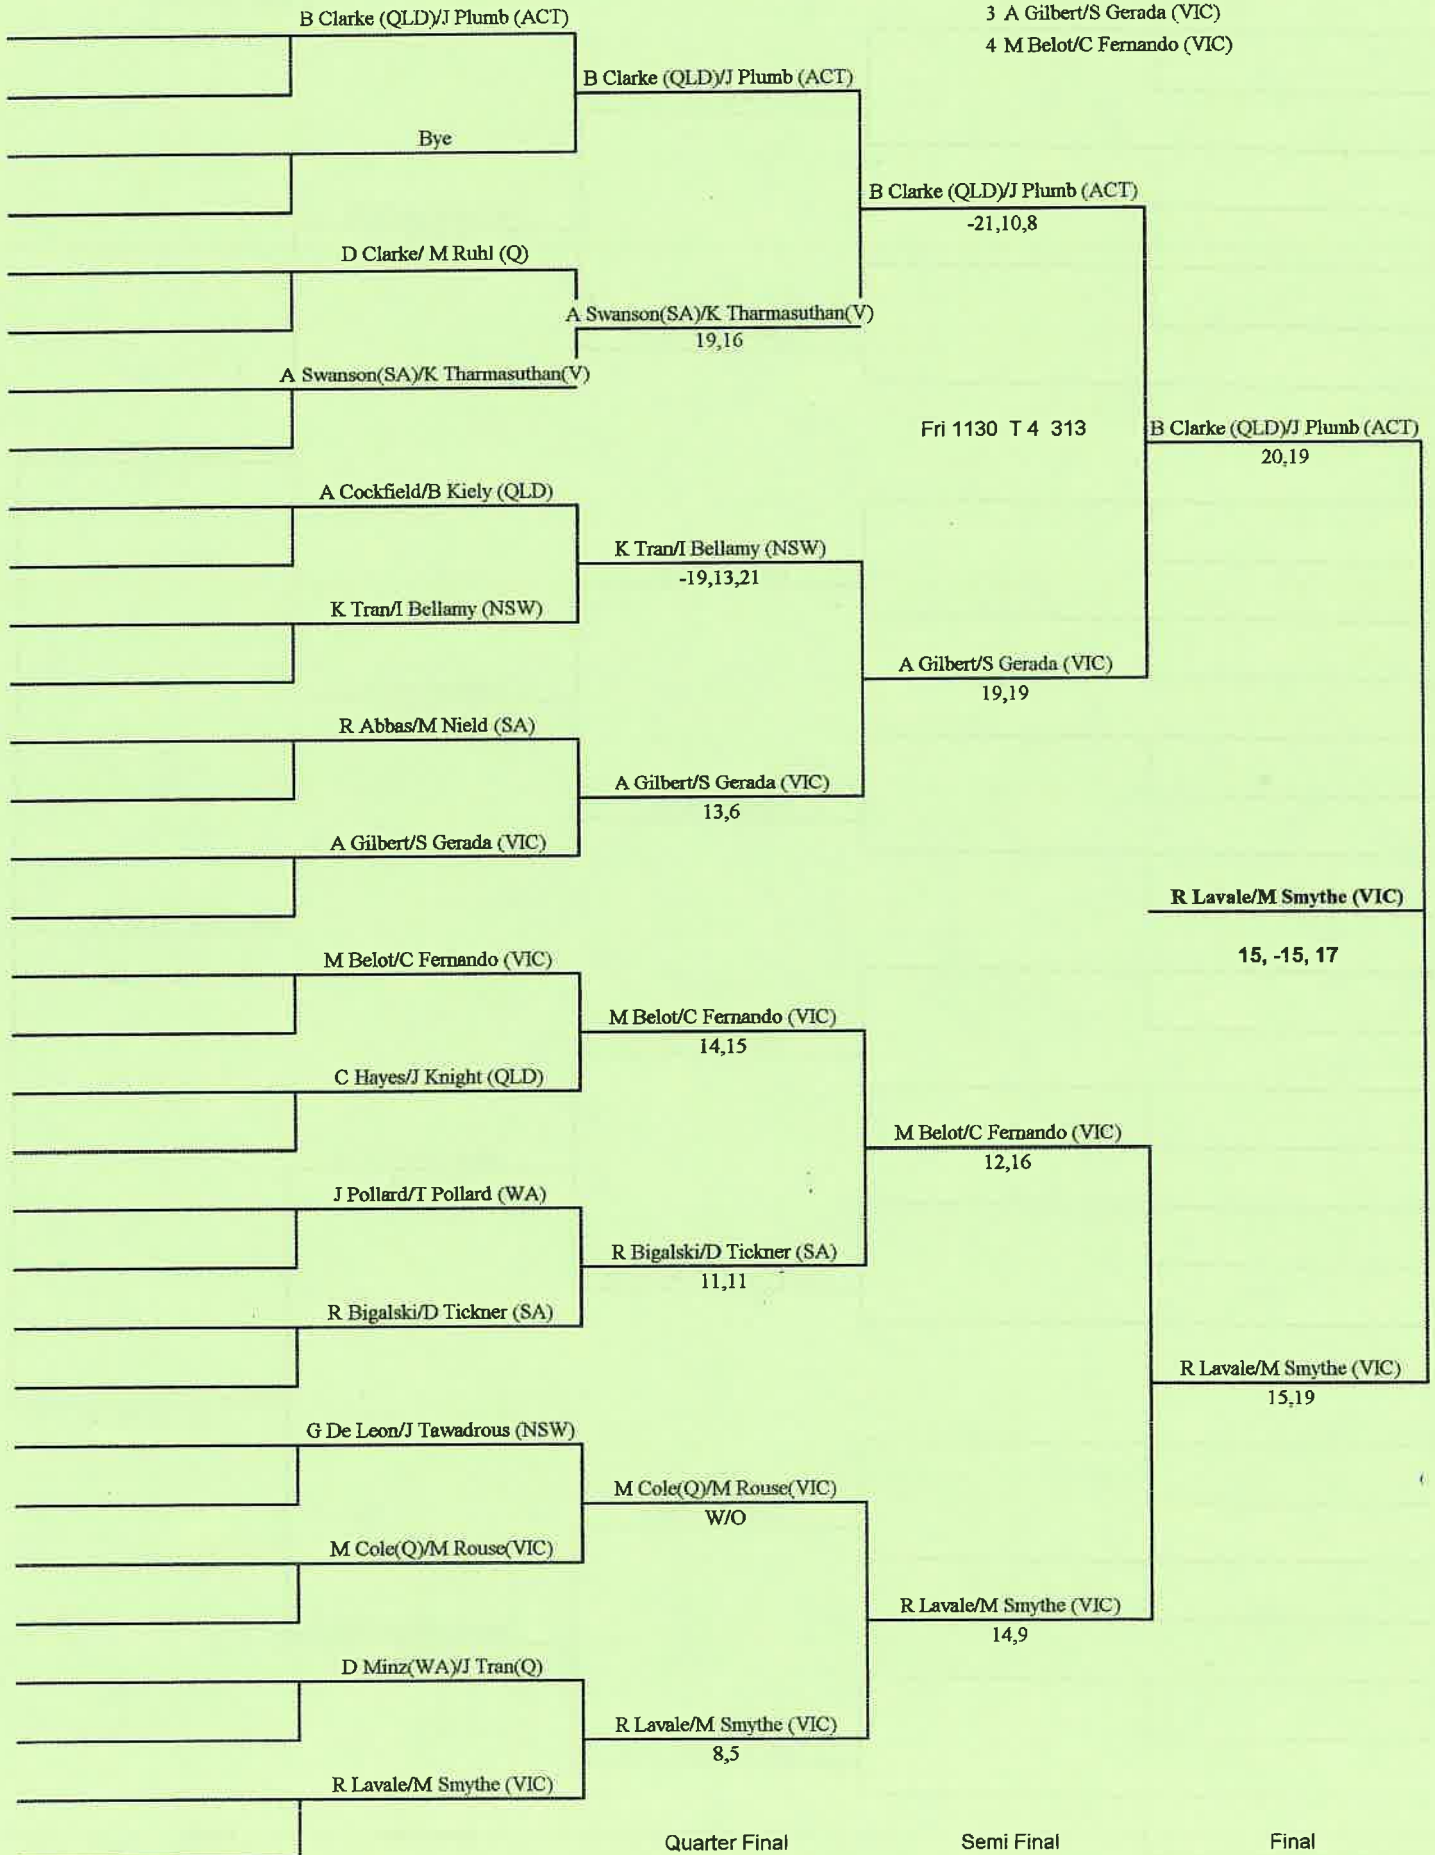 3 A Gilbert/S Gerada (VIC)
4 M Belot/C Fernando (VIC)
B Clarke (QLD)/J Plumb (ACT)
B Clarke (QLD)/J Plumb (ACT)
Bye
B Clarke (QLD)/J Plumb (ACT)
-21,10,8
D Clarke/ M Ruhl (Q)
A Swanson(SA)/K Tharmasuthan(V)
19,16
A Swanson(SA)/K Tharmasuthan(V)
Fri 1130 T 4 313
B Clarke (QLD)/J Plumb (ACT)
20,19
A Cockfield/B Kiely (QLD)
K Tran/I Bellamy (NSW)
-19,13,21
K Tran/I Bellamy (NSW)
A Gilbert/S Gerada (VIC)
19,19
R Abbas/M Nield (SA)
A Gilbert/S Gerada (VIC)
13,6
A Gilbert/S Gerada (VIC)
R Lavale/M Smythe (VIC)
15, -15, 17
M Belot/C Fernando (VIC)
M Belot/C Fernando (VIC)
14,15
C Hayes/J Knight (QLD)
M Belot/C Fernando (VIC)
12,16
J Pollard/T Pollard (WA)
R Bigalski/D Tickner (SA)
11,11
R Bigalski/D Tickner (SA)
R Lavale/M Smythe (VIC)
15,19
G De Leon/J Tawadrous (NSW)
M Cole(Q)/M Rouse(VIC)
W/O
M Cole(Q)/M Rouse(VIC)
R Lavale/M Smythe (VIC)
14,9
D Minz(WA)/J Tran(Q)
R Lavale/M Smythe (VIC)
8,5
R Lavale/M Smythe (VIC)
Quarter Final
Semi Final
Final